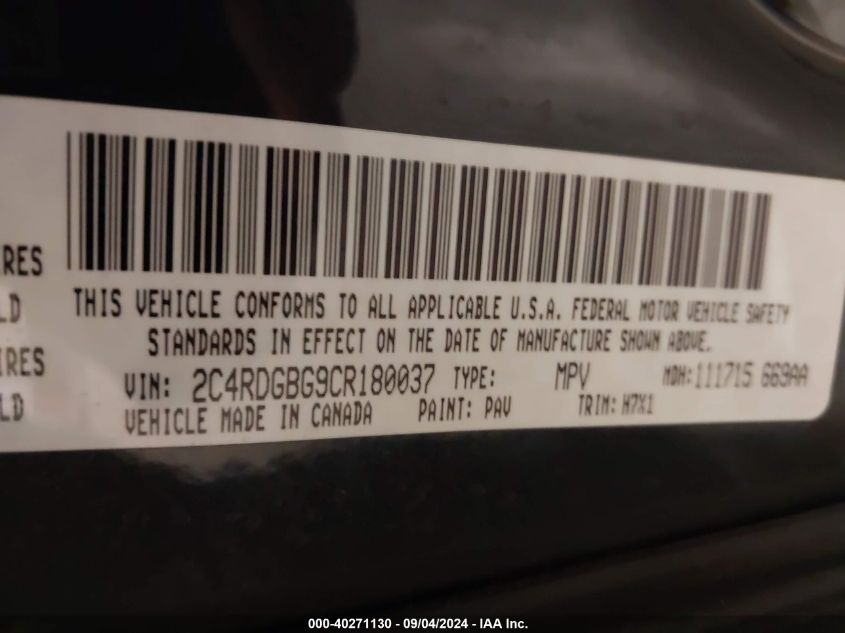 RES
LD
IRES
LD
THIS VEHICLE CONFORMS TO ALL APPLICABLE U.S.A. FEDERAL MOTOR VEHICLE SAFETY
STANDARDS IN EFFECT ON THE DATE OF MANUFACTURE SHOWN ABOVE.
VIN: 2C4RDGBG9CR180037 TYPE: MPV MDH:111715 669AA
VEHICLE MADE IN CANADA PAINT: PAV TRIM: H7X1
000-40271130 - 09/04/2024 - IAA Inc.